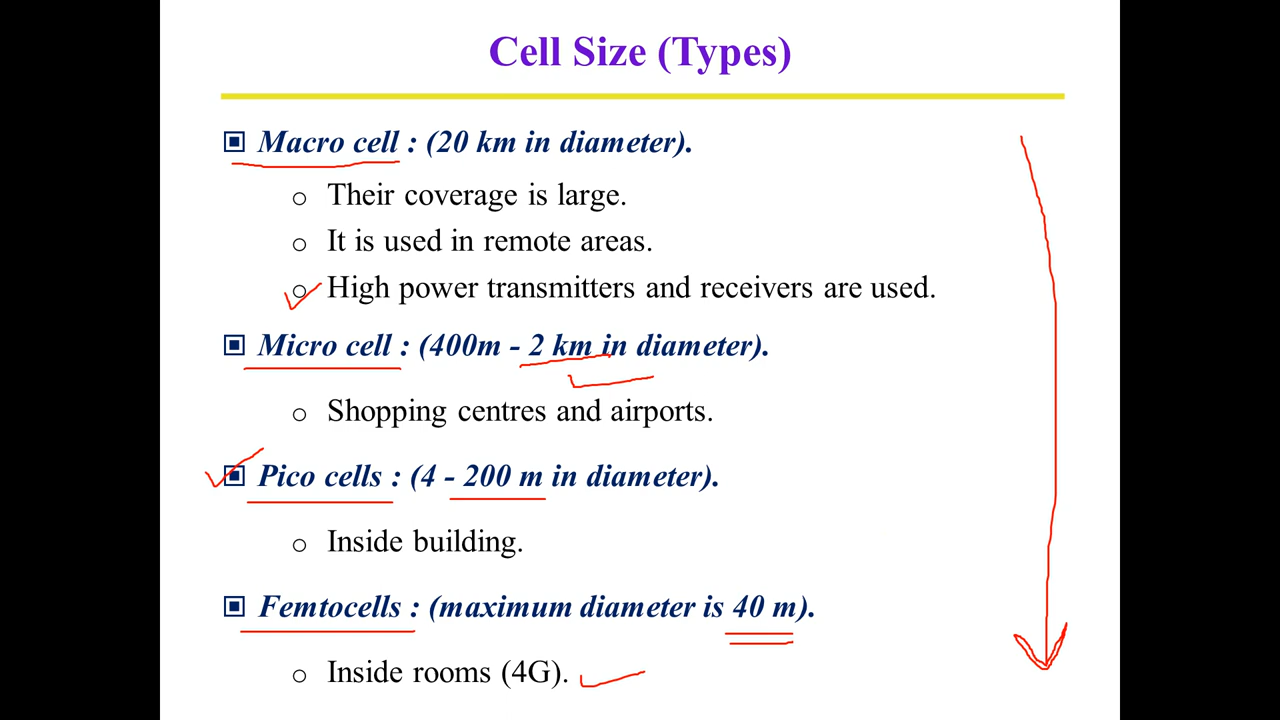 Cell Size (Types)
Macro cell : (20 km in diameter).
Their coverage is large.
It is used in remote areas.
High power transmitters and receivers are used.
Micro cell : (400m - 2 km in diameter).
Shopping centres and airports.
Pico cells : (4 - 200 m in diameter).
Inside building.
Femtocells : (maximum diameter is 40 m).
Inside rooms (4G).